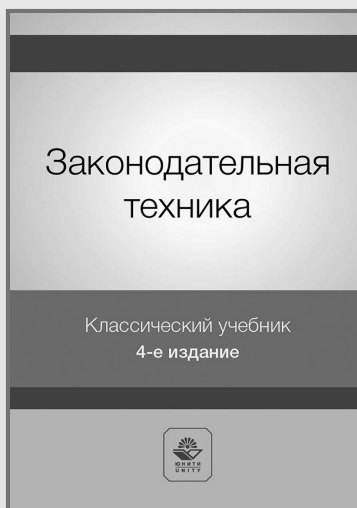 Законодательная
техника
Классический учебник
4-е издание
ЮНИТИ
UNITY